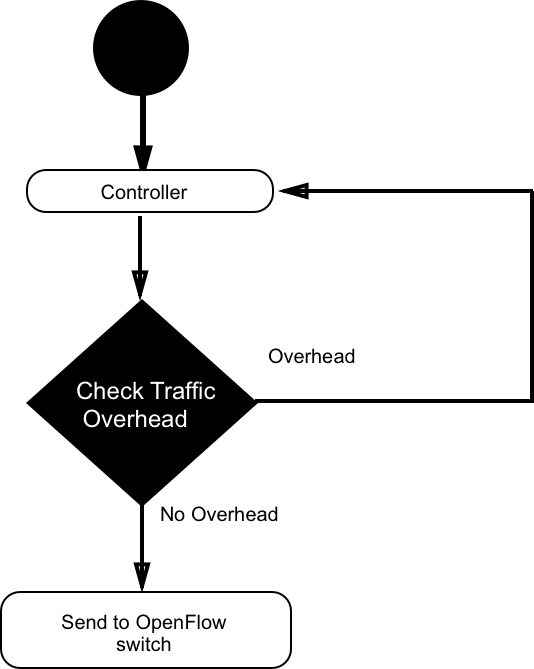 Controller
Overhead
Check Traffic
Overhead
No Overhead
Send to OpenFlow
switch